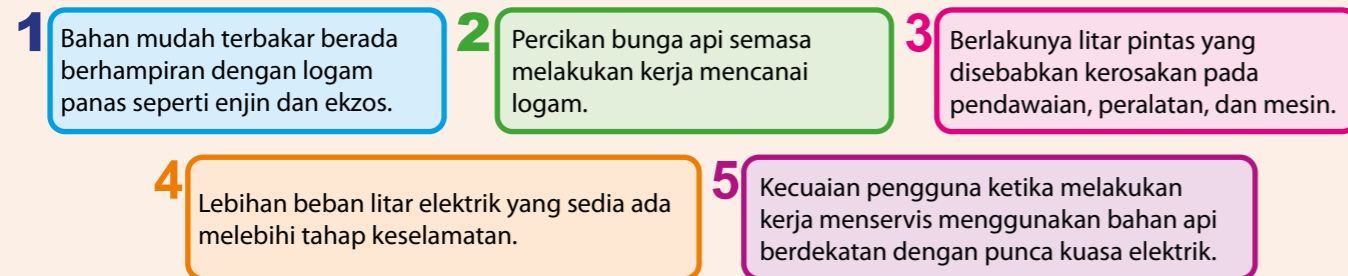 1
Bahan mudah terbakar berada
berhampiran dengan logam
panas seperti enjin dan ekzos.
2
Percikan bunga api semasa
melakukan kerja mencanai
logam.
3
Berlakunya litar pintas yang
disebabkan kerosakan pada
pendawaian, peralatan, dan mesin.
4
Lebihan beban litar elektrik yang sedia ada
melebihi tahap keselamatan.
5
Kecuaian pengguna ketika melakukan
kerja menservis menggunakan bahan api
berdekatan dengan punca kuasa elektrik.